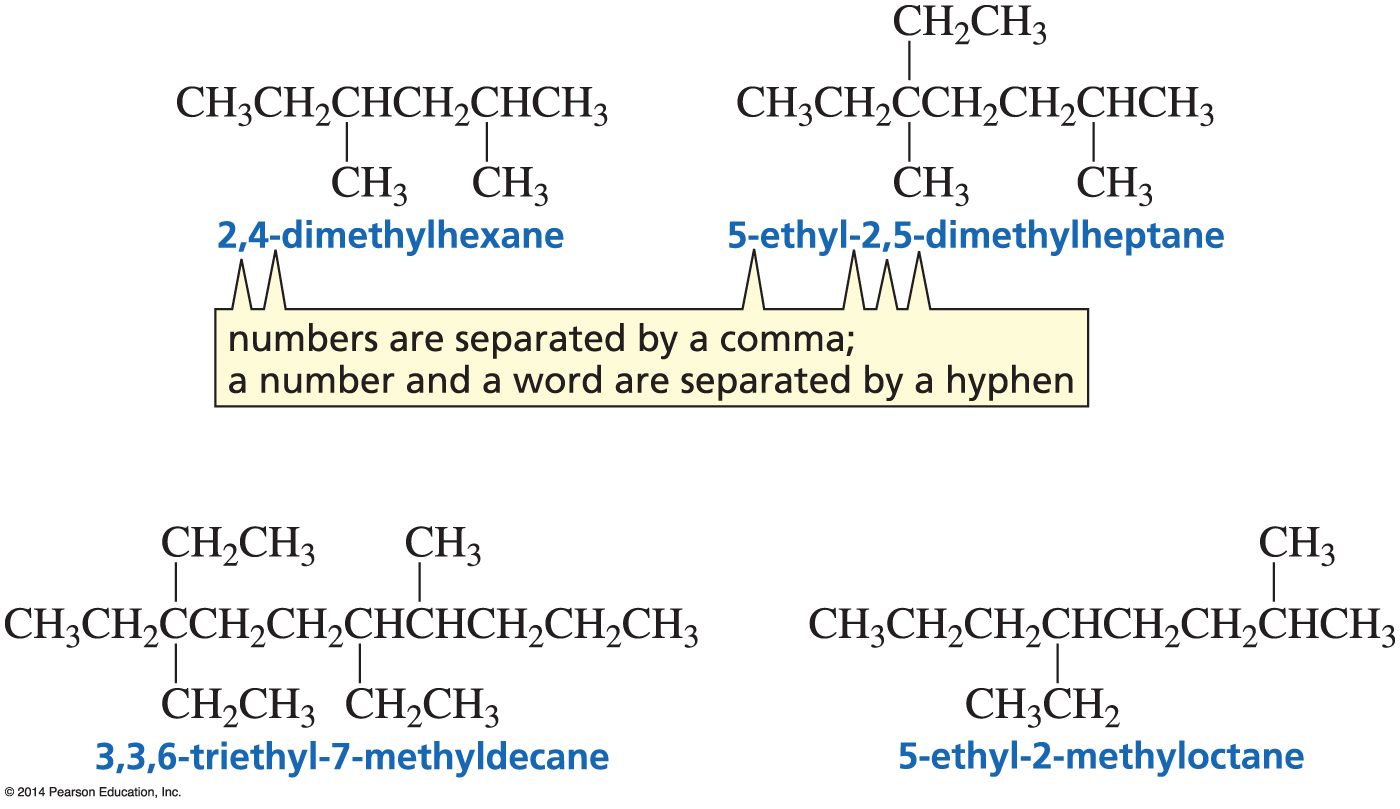 CH₂CH₃
CH₃CH₂CHCH₂CHCH₃
CH₃CH₂CCH₂CH₂CHCH₃
CH₃ CH₃
CH₃ CH₃
2,4-dimethylhexane
5-ethyl-2,5-dimethylheptane
numbers are separated by a comma;
a number and a word are separated by a hyphen
CH₂CH₃ CH₃
CH₃
CH₃CH₂CCH₂CH₂CHCHCH₂CH₂CH₃
CH₃CH₂CH₂CHCH₂CH₂CHCH₃
CH₂CH₃ CH₂CH₃
CH₃CH₂
3,3,6-triethyl-7-methyldecane
5-ethyl-2-methyloctane
© 2014 Pearson Education, Inc.